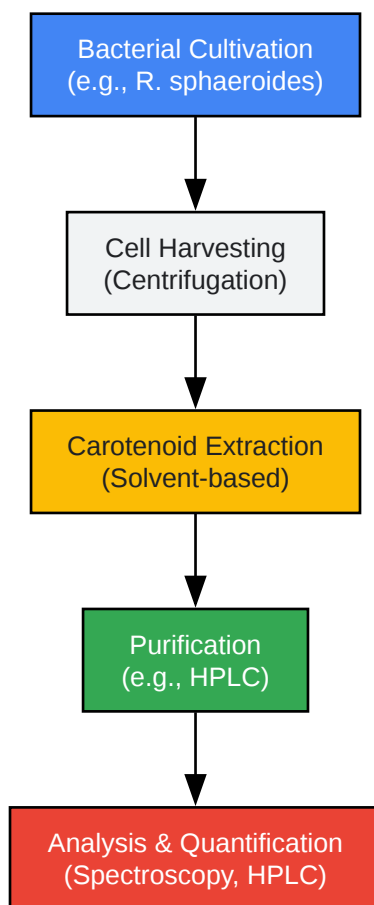 Bacterial Cultivation
(e.g., R. sphaeroides)
Cell Harvesting
(Centrifugation)
Carotenoid Extraction
(Solvent-based)
Purification
(e.g., HPLC)
Analysis & Quantification
(Spectroscopy, HPLC)